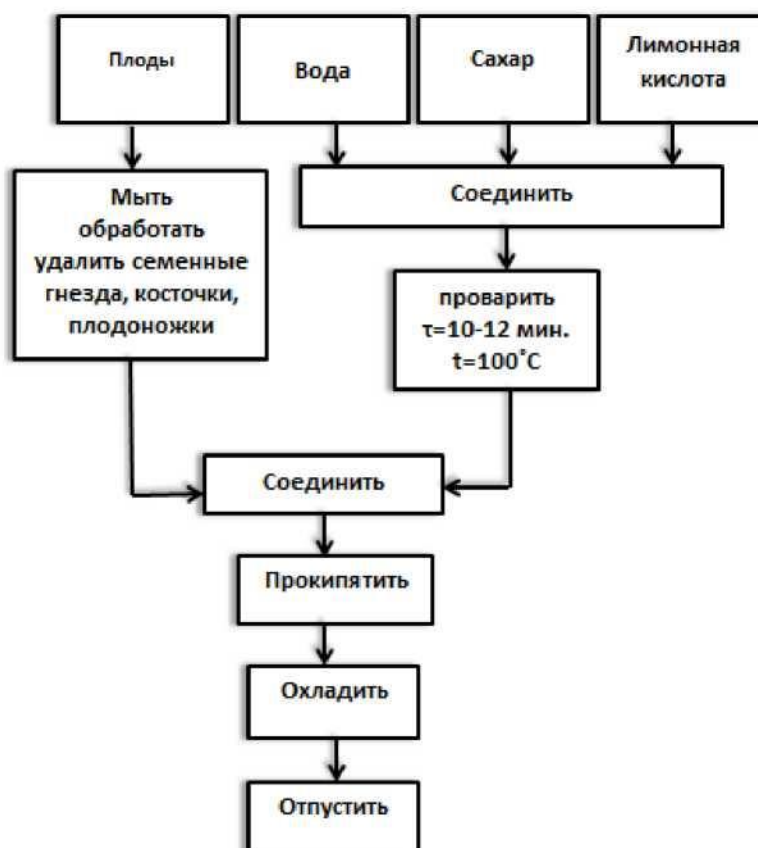 Плоды
Вода
Сахар
Лимонная
кислота
Мыть
обработать
удалить семенные
гнезда, косточки,
плодоножки
Соединить
проварить
τ=10-12 мин.
t=100˚C
Соединить
Прокипятить
Охладить
Отпустить